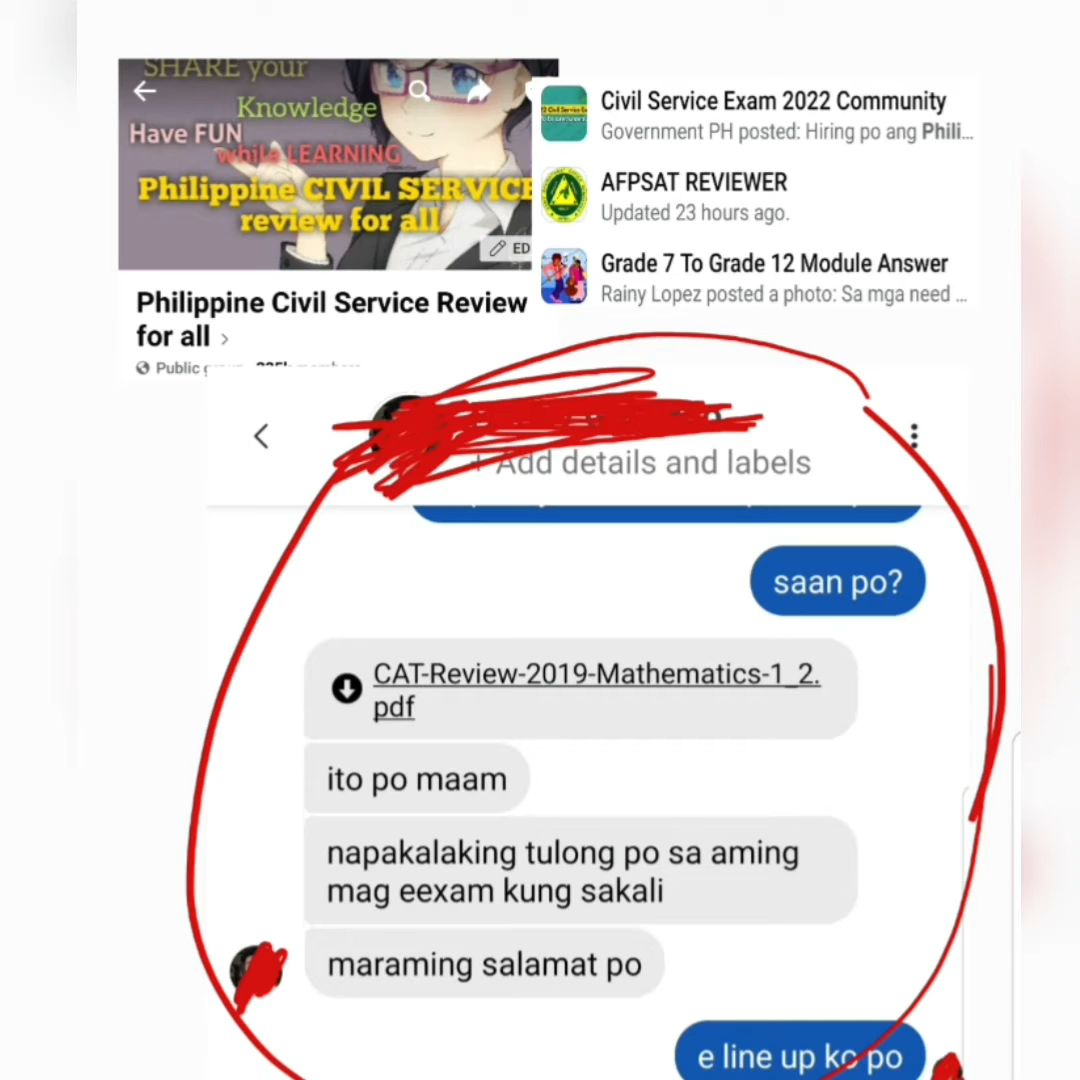 SHARE your
Knowledge
Have FUN
while LEARNING
Philippine CIVIL SERVICE
review for all
ED
Philippine Civil Service Review
for all
Public
Civil Service Exam 2022 Community
Government PH posted: Hiring po ang Phili...
AFPSAT REVIEWER
Updated 23 hours ago.
Grade 7 To Grade 12 Module Answer
Rainy Lopez posted a photo: Sa mga need ...
+ Add details and labels
saan po?
CAT-Review-2019-Mathematics-1_2.
pdf
ito po maam
napakalaking tulong po sa aming
mag eexam kung sakali
maraming salamat po
e line up ko po